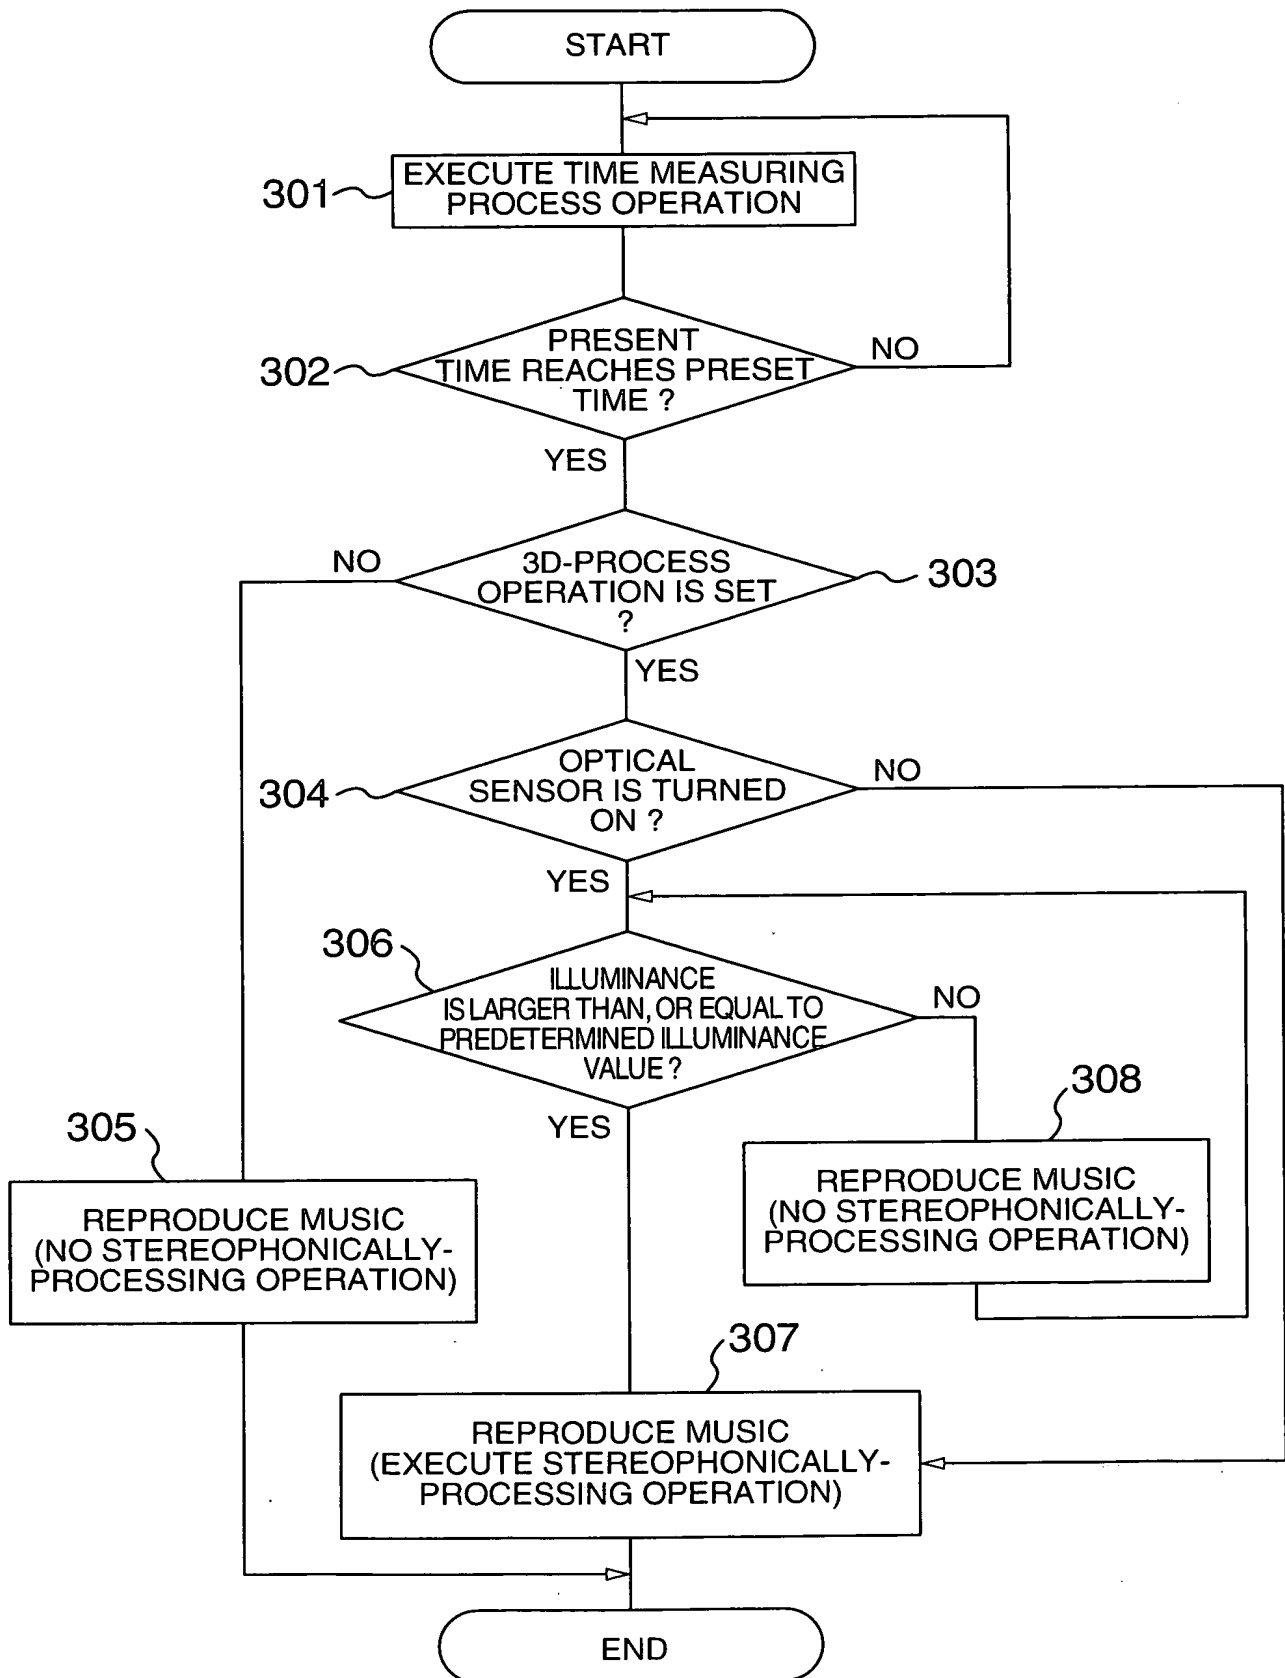 START
301
EXECUTE TIME MEASURING
PROCESS OPERATION
302
PRESENT
TIME REACHES PRESET
TIME ?
NO
YES
NO
3D-PROCESS
OPERATION IS SET
?
303
YES
304
OPTICAL
SENSOR IS TURNED
ON ?
NO
YES
306
ILLUMINANCE
IS LARGER THAN, OR EQUAL TO
PREDETERMINED ILLUMINANCE
VALUE ?
NO
YES
308
REPRODUCE MUSIC
(NO STEREOPHONICALLY-
PROCESSING OPERATION)
305
REPRODUCE MUSIC
(NO STEREOPHONICALLY-
PROCESSING OPERATION)
307
REPRODUCE MUSIC
(EXECUTE STEREOPHONICALLY-
PROCESSING OPERATION)
END